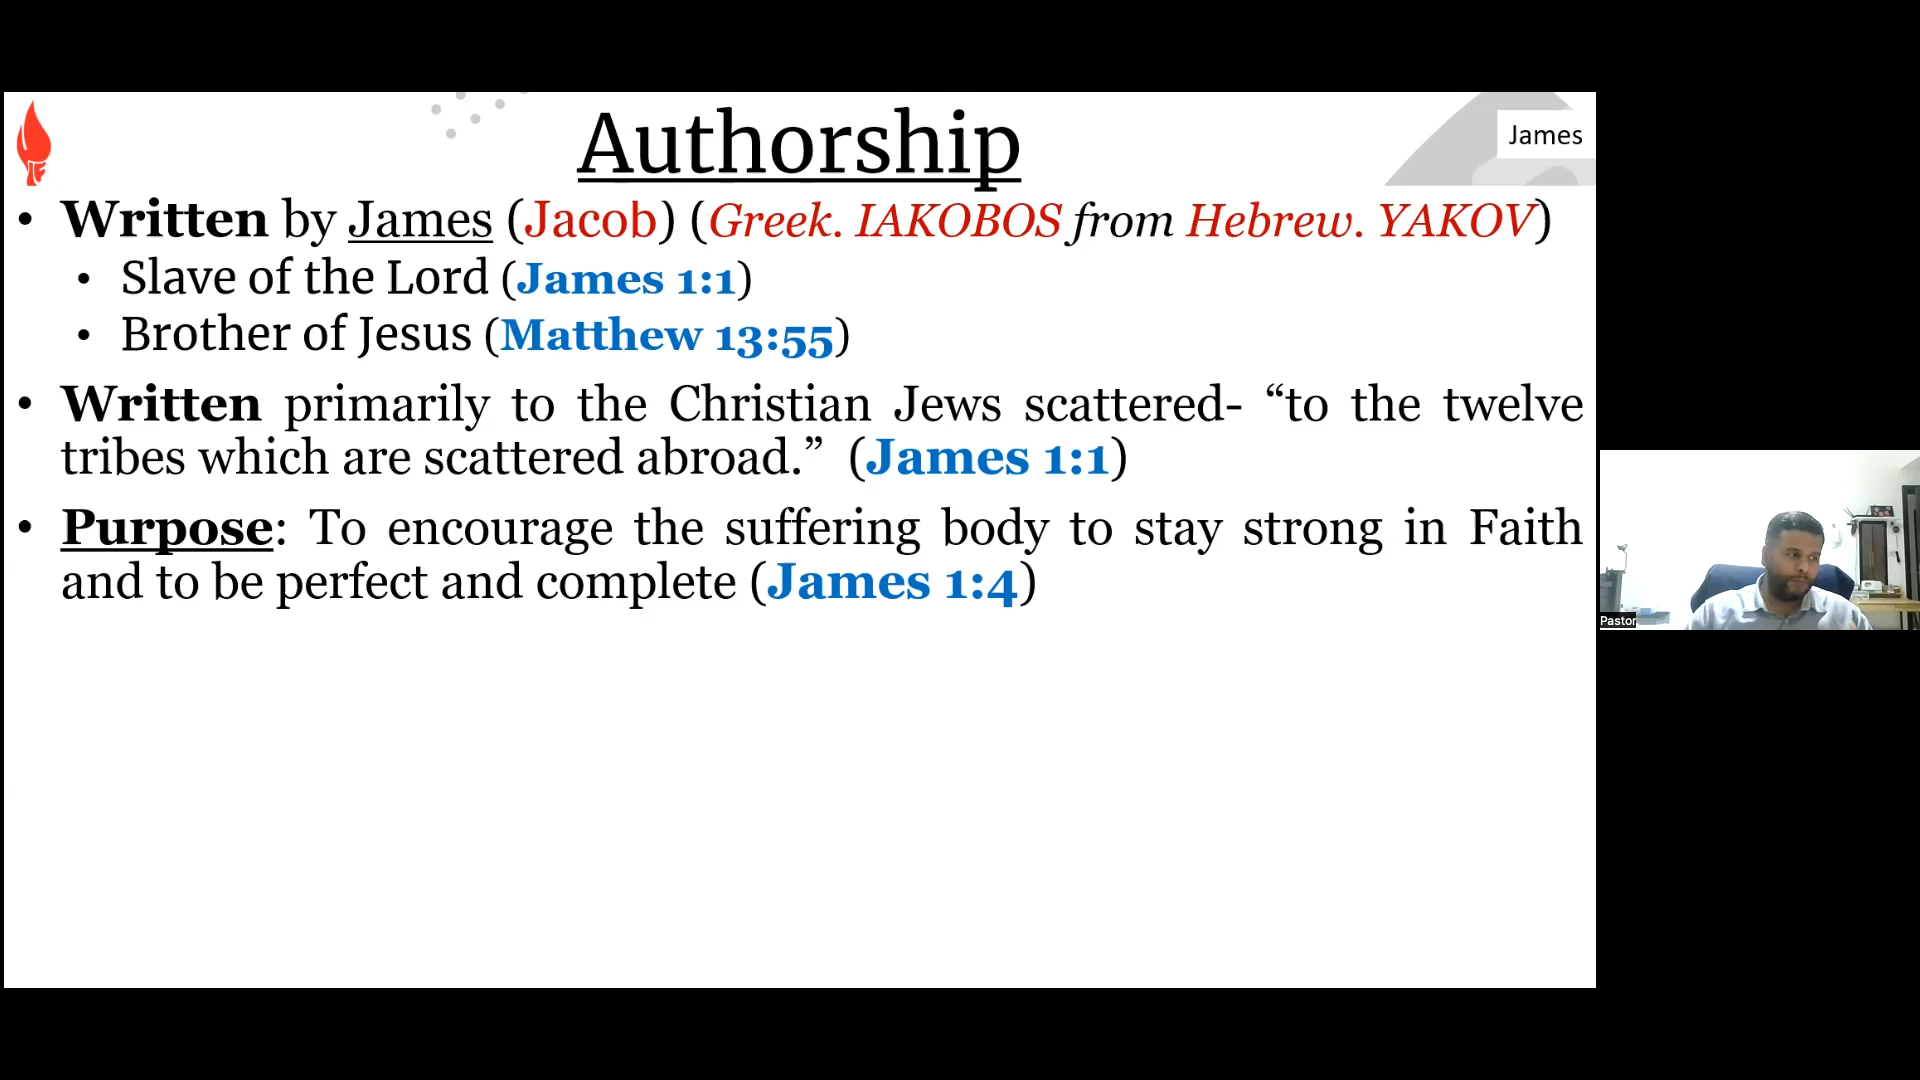 Authorship
James
• Written by James (Jacob) (Greek. IAKOBOS from Hebrew. YAKOV)
• Slave of the Lord (James 1:1)
• Brother of Jesus (Matthew 13:55)
• Written primarily to the Christian Jews scattered- “to the twelve
tribes which are scattered abroad.” (James 1:1)
• Purpose: To encourage the suffering body to stay strong in Faith
and to be perfect and complete (James 1:4)
Pastor